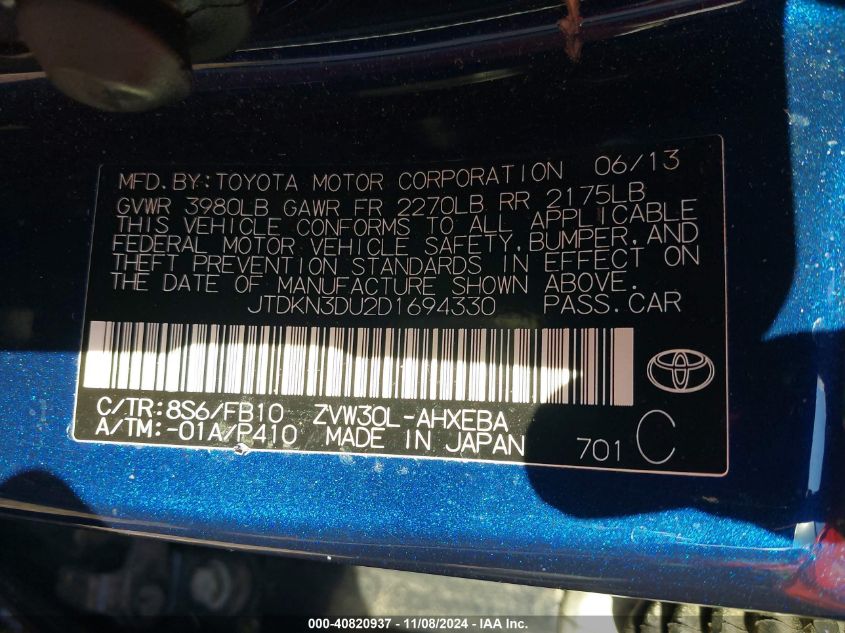 MFD. BY: TOYOTA MOTOR CORPORATION 06/13
GVWR 3980LB GAWR FR 2270LB RR 2175LB
THIS VEHICLE CONFORMS TO ALL APPLICABLE
FEDERAL MOTOR VEHICLE SAFETY, BUMPER, AND
THEFT PREVENTION STANDARDS IN EFFECT ON
THE DATE OF MANUFACTURE SHOWN ABOVE.
JTDKN3DU2D1694330 PASS. CAR
C/TR: 8S6/FB10 ZVW30L-AHXEBA
A/TM: -01A/P410 MADE IN JAPAN 701 C
000-40820937 - 11/08/2024 - IAA Inc.